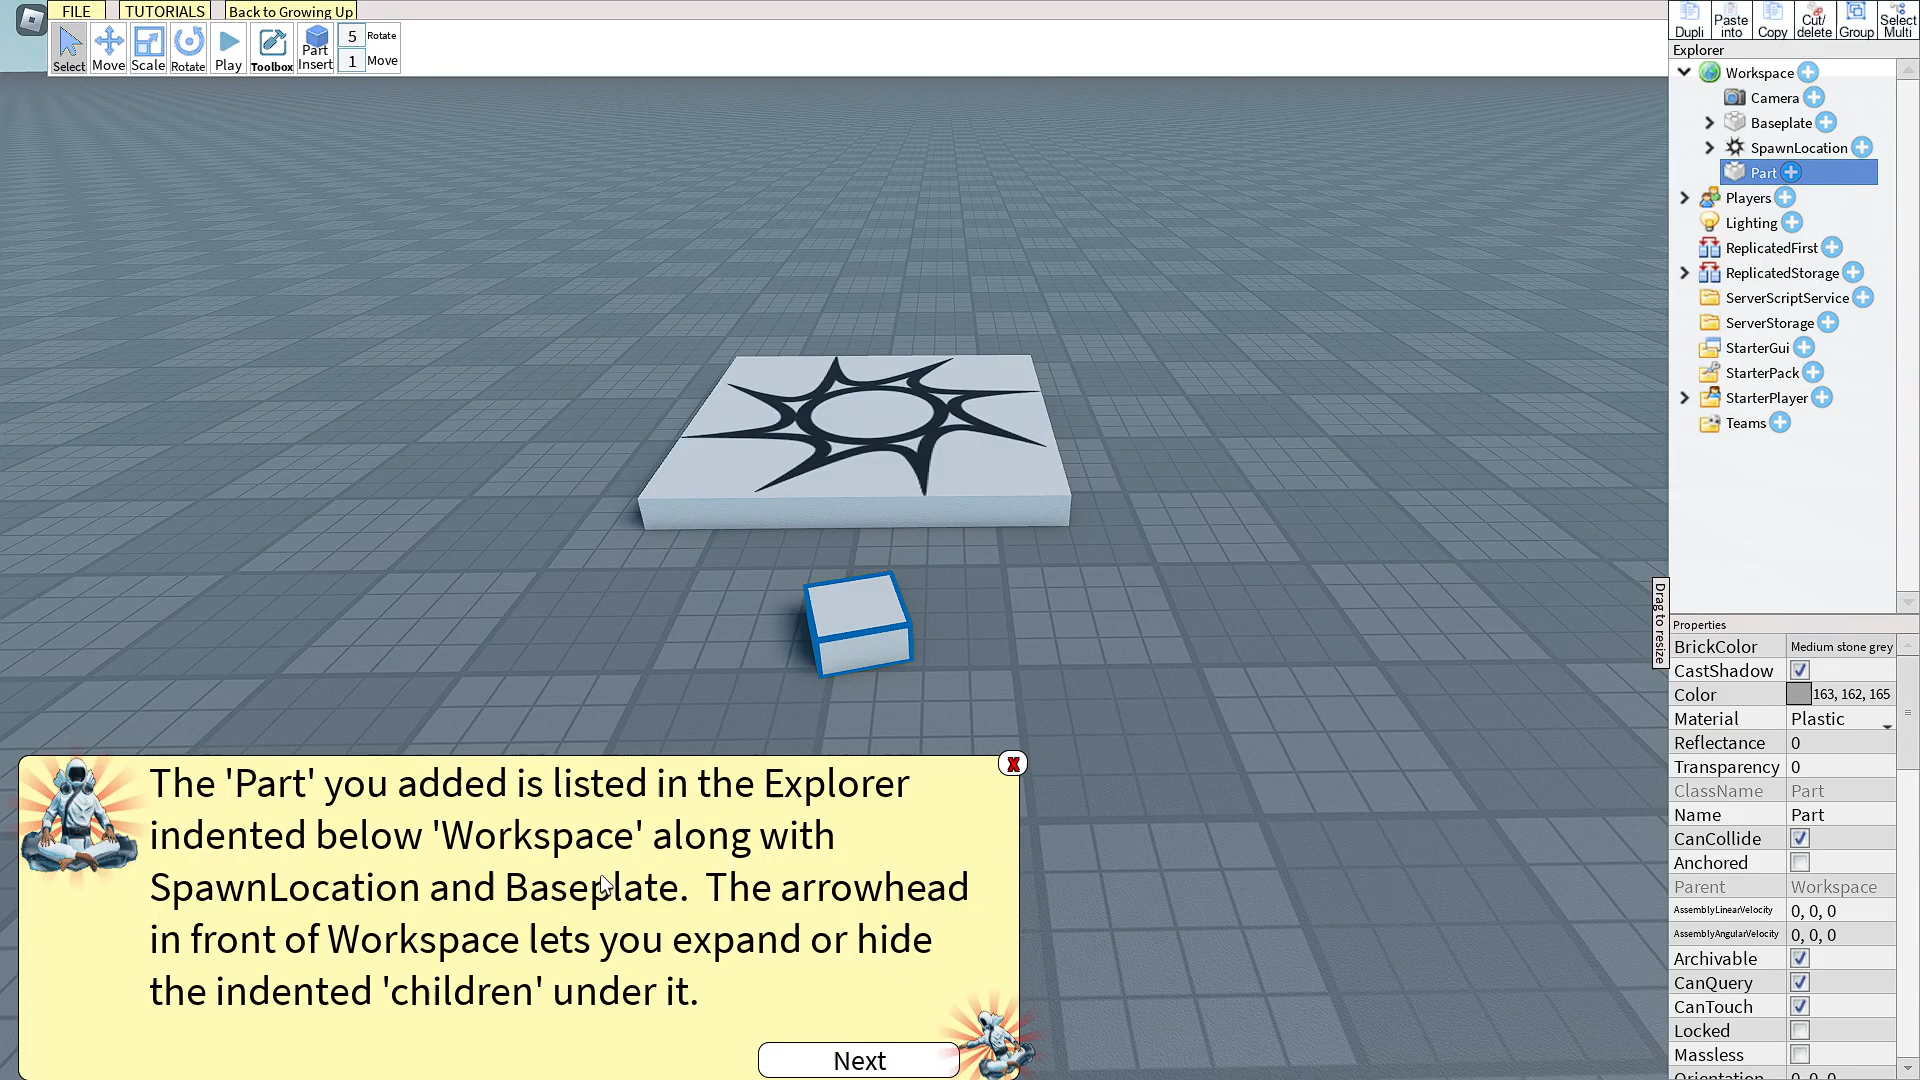 FILE
TUTORIALS
Back to Growing Up
Select
Move
Scale
Rotate
Play
Toolbox
Part
Insert
5
Rotate
1
Move
Dupli
Paste
into
Copy
Cut/
delete
Group
Select
Multi
Explorer
Workspace
Camera
Baseplate
SpawnLocation
Part
Players
Lighting
ReplicatedFirst
ReplicatedStorage
ServerScriptService
ServerStorage
StarterGui
StarterPack
StarterPlayer
Teams
Drag to resize
Properties
BrickColor Medium stone grey
CastShadow
Color 163, 162, 165
Material Plastic
Reflectance 0
Transparency 0
ClassName Part
Name Part
CanCollide
Anchored
Parent Workspace
AssemblyLinearVelocity 0, 0, 0
AssemblyAngularVelocity 0, 0, 0
Archivable
CanQuery
CanTouch
Locked
Massless
Orientation 0, 0, 0
X
The 'Part' you added is listed in the Explorer
indented below 'Workspace' along with
SpawnLocation and Baseplate. The arrowhead
in front of Workspace lets you expand or hide
the indented 'children' under it.
Next